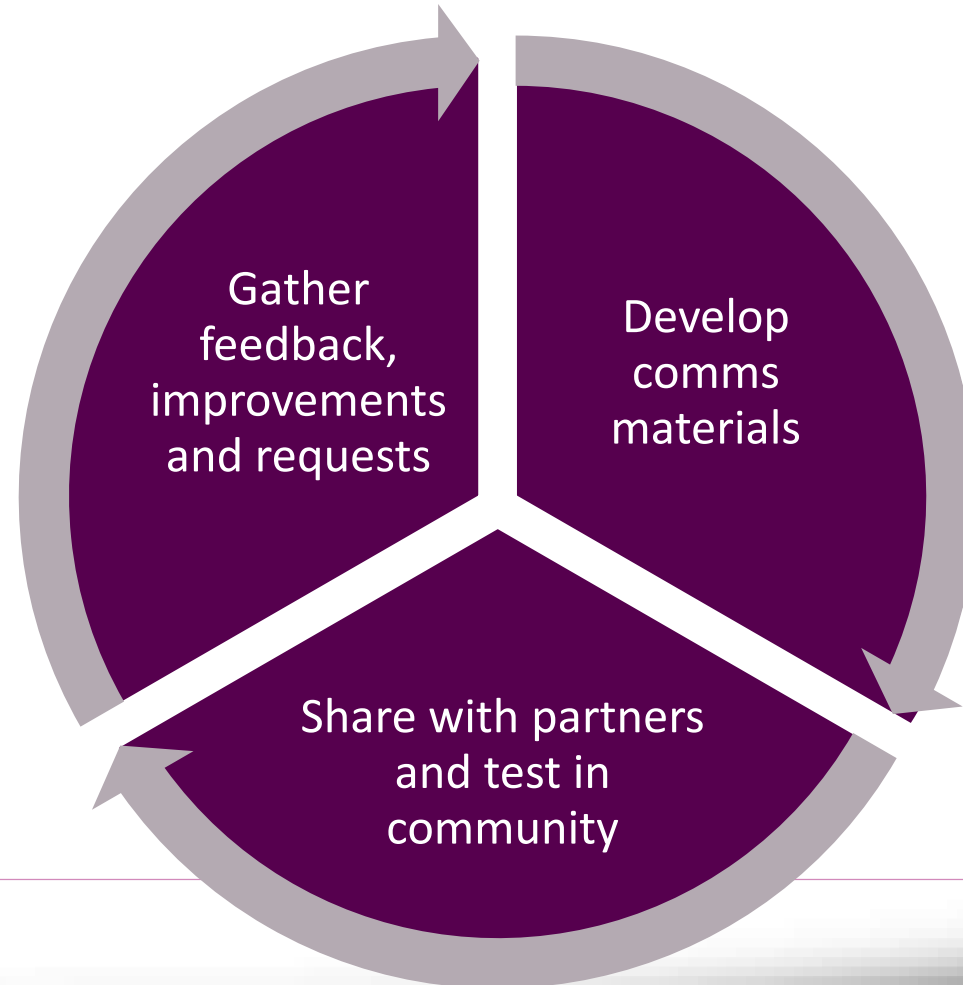 Gather
feedback,
improvements
and requests
Develop
comms
materials
Share with partners
and test in
community